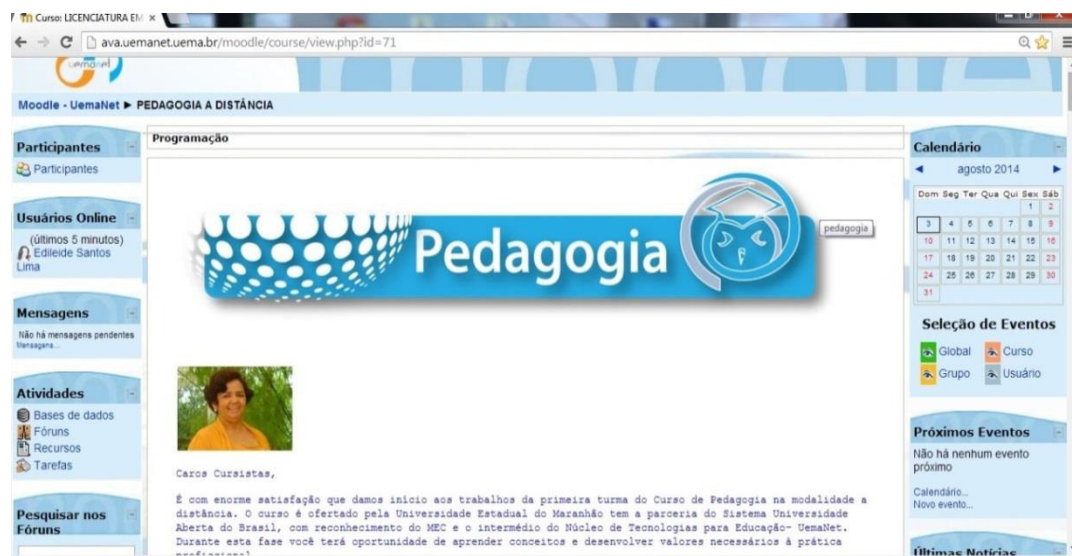 Curso: LICENCIATURA EM
ava.uemanet.uema.br/moodle/course/view.php?id=71
uemanet
Moodle - UemaNet ► PEDAGOGIA A DISTÂNCIA
Participantes
Participantes
Usuários Online
(últimos 5 minutos)
Edileide Santos
Lima
Mensagens
Não há mensagens pendentes
Mensagens...
Atividades
Bases de dados
Fóruns
Recursos
Tarefas
Pesquisar nos
Fóruns
Programação
Pedagogia
pedagogia
Caros Cursistas,
É com enorme satisfação que damos início aos trabalhos da primeira turma do Curso de Pedagogia na modalidade a
distância. O curso é ofertado pela Universidade Estadual do Maranhão tem a parceria do Sistema Universidade
Aberta do Brasil, com reconhecimento do MEC e o intermédio do Núcleo de Tecnologias para Educação- UemaNet.
Durante esta fase você terá oportunidade de aprender conceitos e desenvolver valores necessários à prática
profissional
Calendário
◄ agosto 2014 ►
Dom Seg Ter Qua Qui Sex Sáb
1 2
3 4 5 6 7 8 9
10 11 12 13 14 15 16
17 18 19 20 21 22 23
24 25 26 27 28 29 30
31
Seleção de Eventos
Global Curso
Grupo Usuário
Próximos Eventos
Não há nenhum evento
próximo
Calendário...
Novo evento...
Últimas Notícias